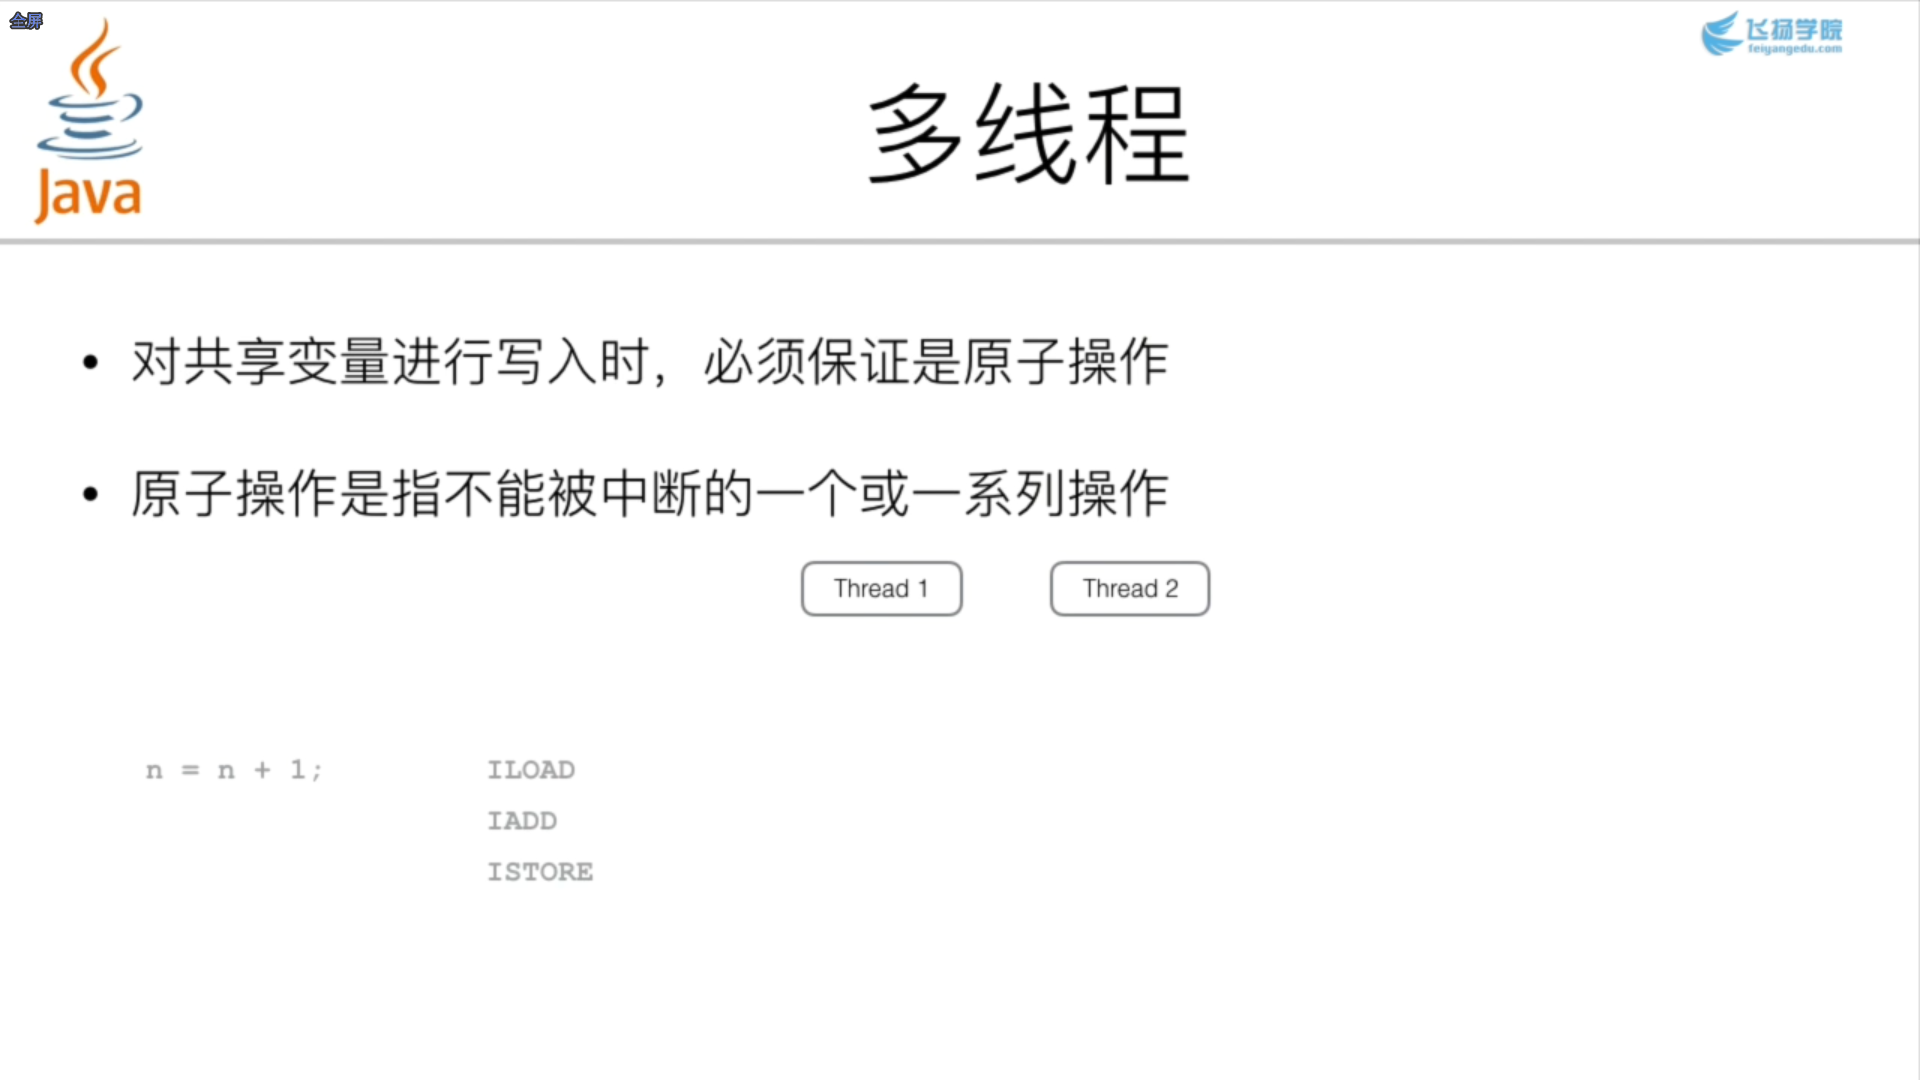 全屏
飞扬学院
feiyangedu.com
Java
多线程
• 对共享变量进行写入时，必须保证是原子操作
• 原子操作是指不能被中断的一个或一系列操作
Thread 1 Thread 2
n = n + 1; ILOAD
IADD
ISTORE